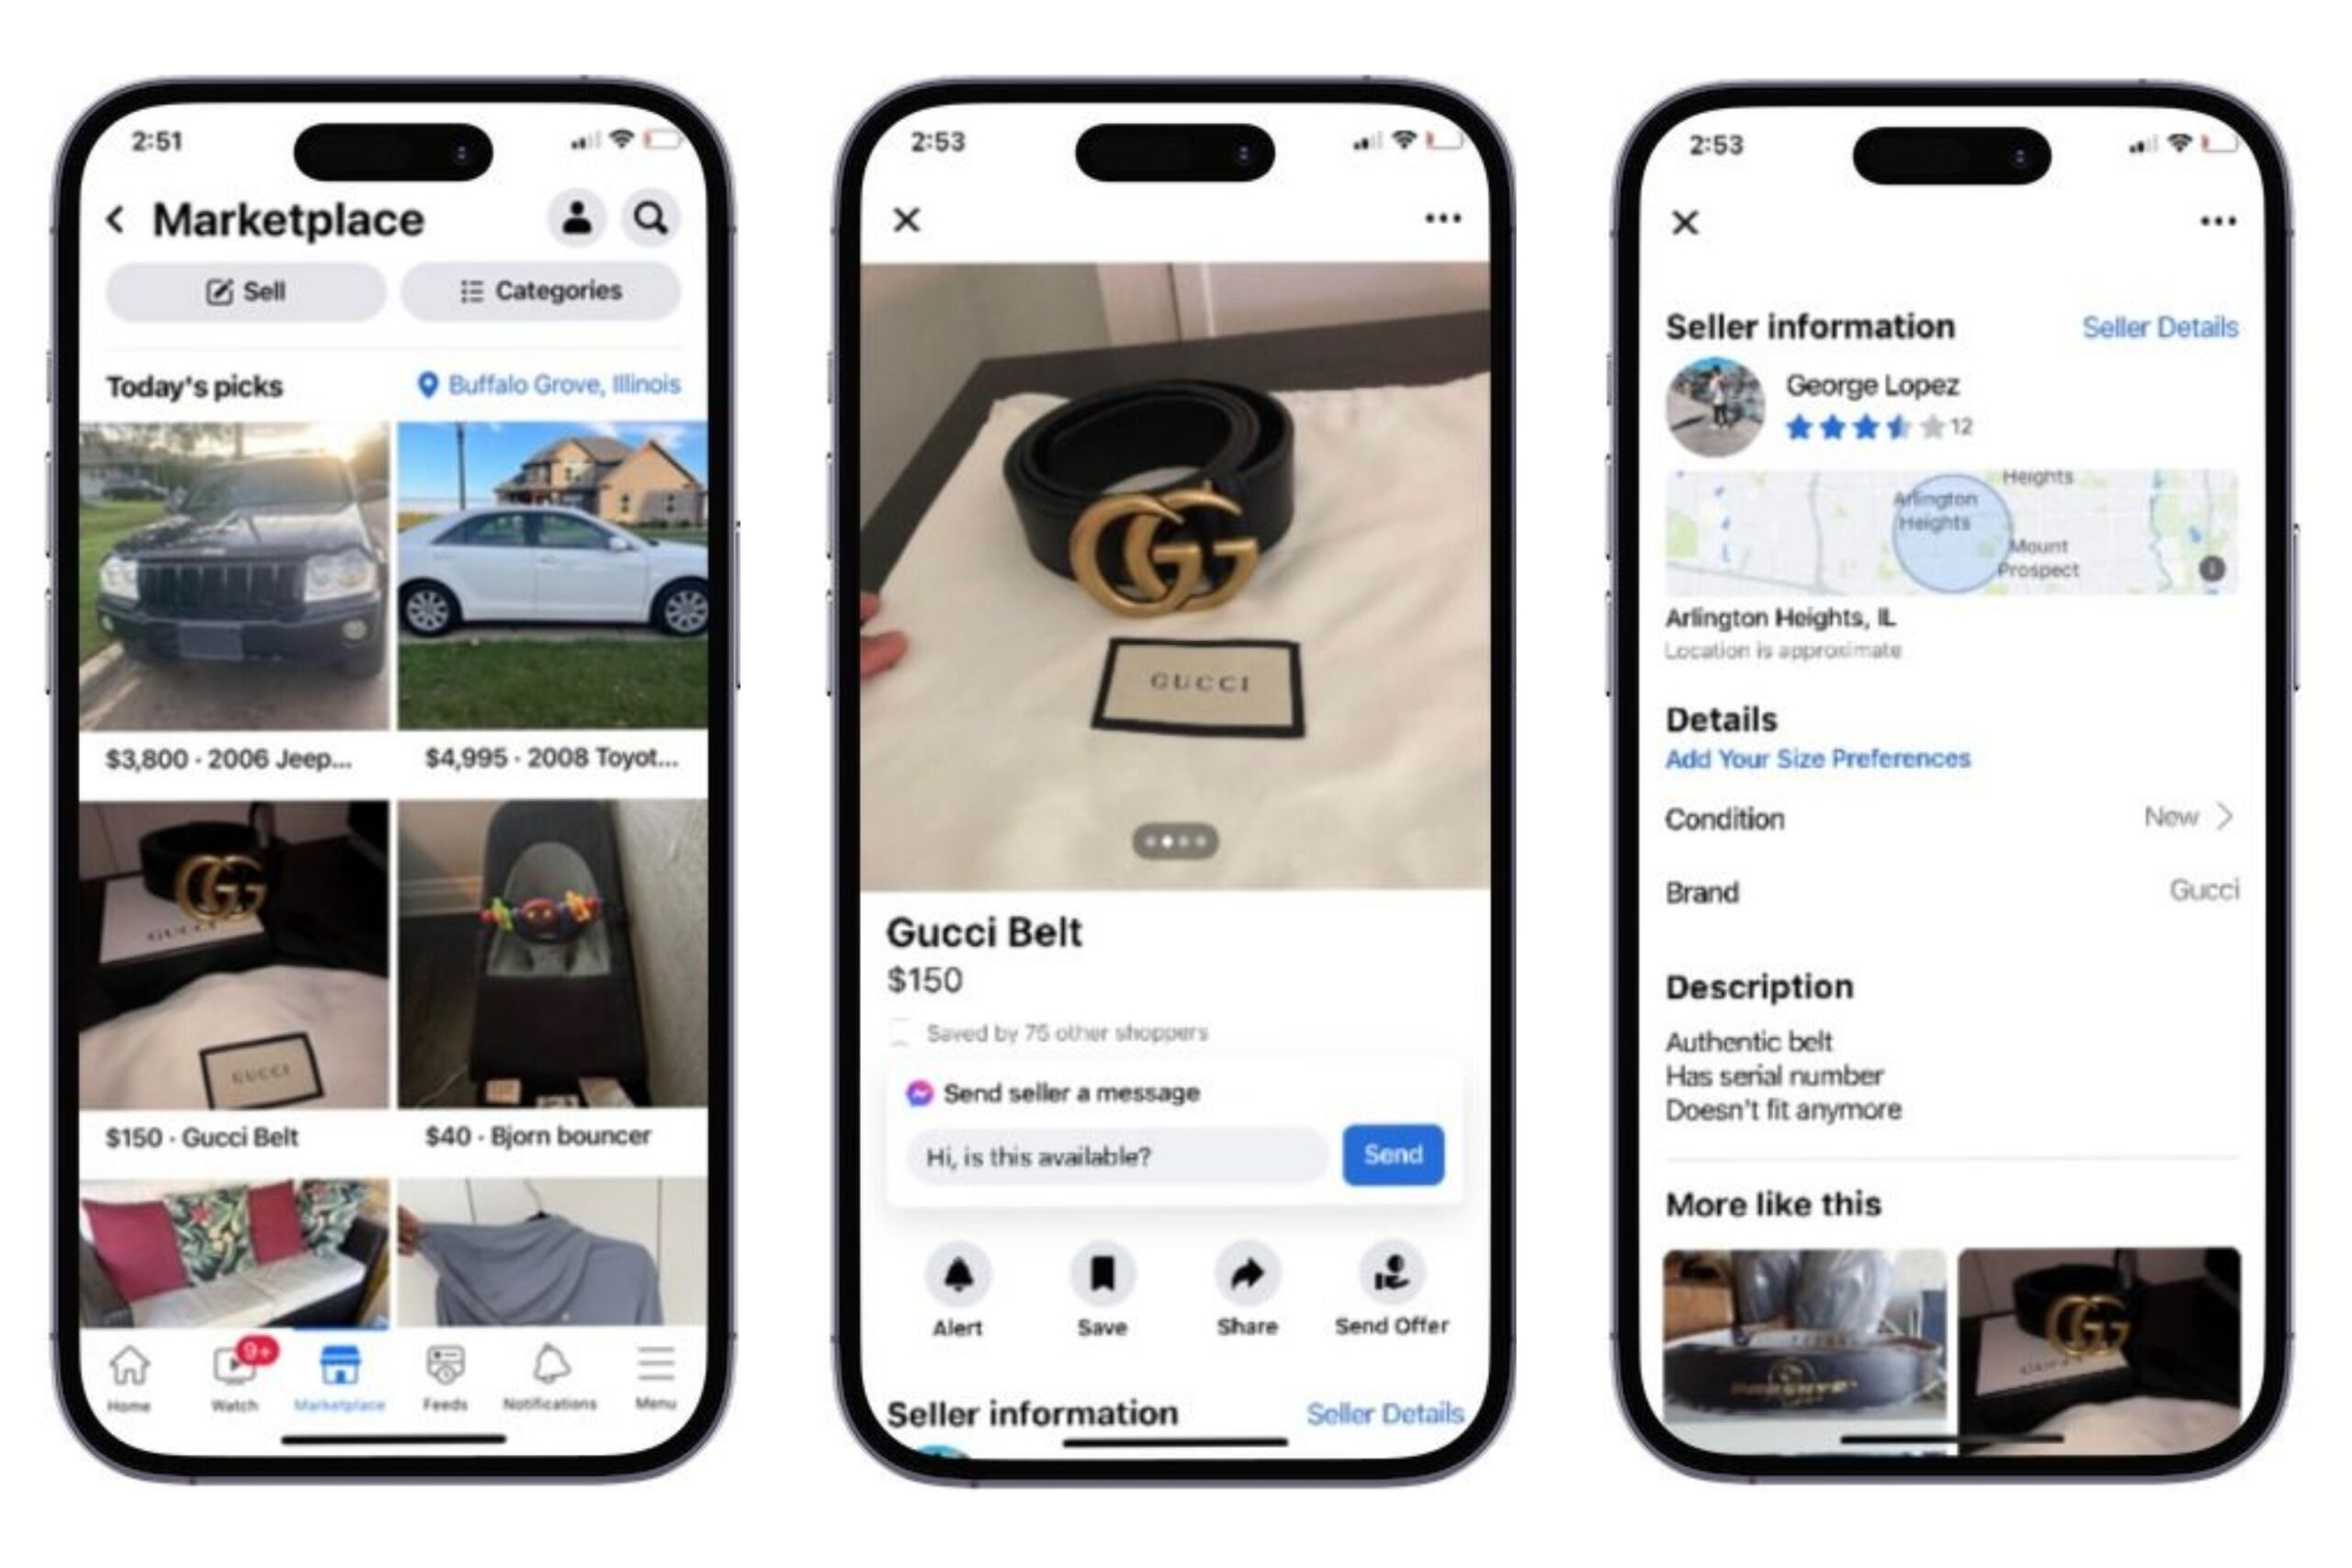 2:51
Marketplace
Sell
Categories
Today's picks
Buffalo Grove, Illinois
$3,800 · 2006 Jeep...
$4,995 · 2008 Toyot...
GUCCI
GUCCI
$150 · Gucci Belt
$40 · Bjorn bouncer
9+
Home
Watch
Marketplace
Feeds
Notifications
Menu
2:53
GUCCI
Gucci Belt
$150
Saved by 75 other shoppers
Send seller a message
Hi, is this available?
Send
Alert
Save
Share
Send Offer
Seller information
Seller Details
2:53
Seller information
Seller Details
George Lopez
12
Heights
Arlington
Heights
Mount
Prospect
Arlington Heights, IL
Location is approximate
Details
Add Your Size Preferences
Condition
New
Brand
Gucci
Description
Authentic belt
Has serial number
Doesn't fit anymore
More like this